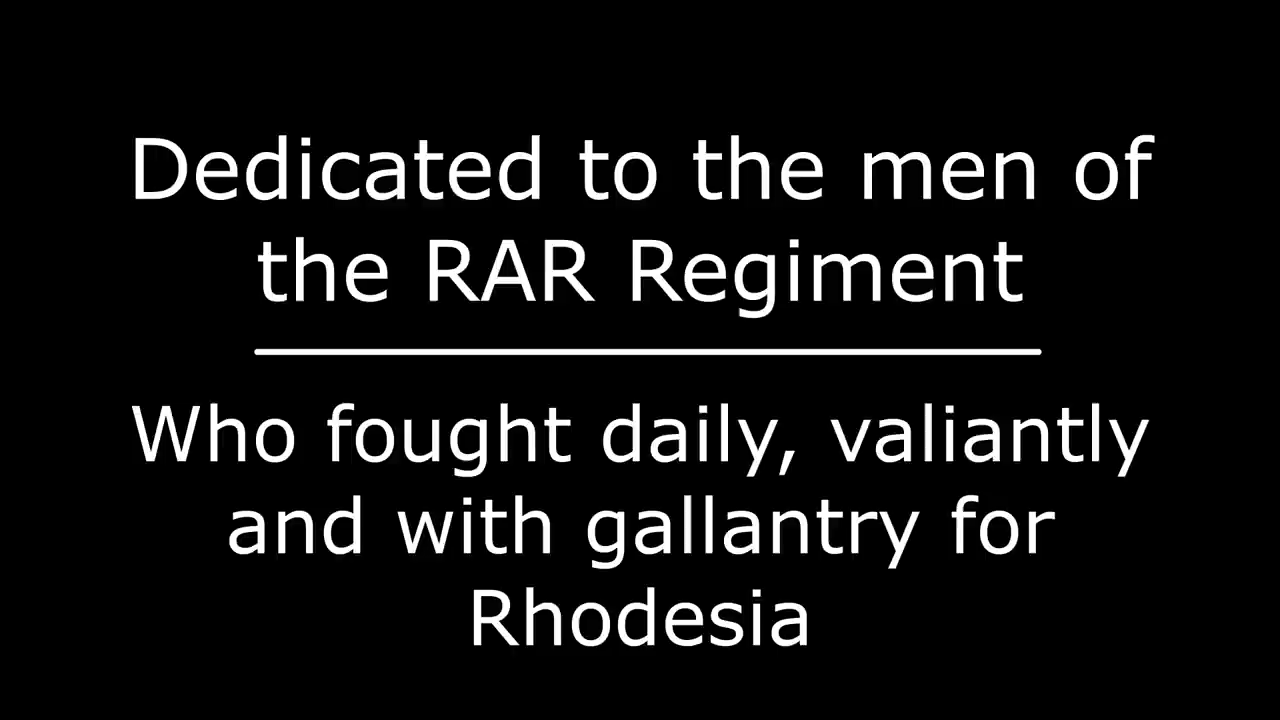 Dedicated to the men of
the RAR Regiment
Who fought daily, valiantly
and with gallantry for
Rhodesia